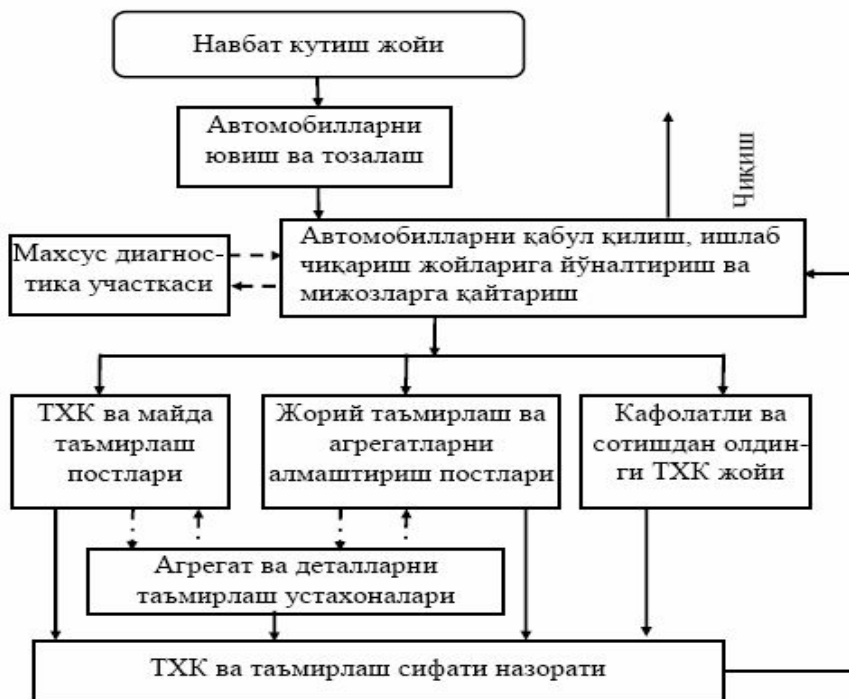 Навбат кутиш жойи
Автомобилларни
ювиш ва тозалаш
Чиқиш
Махсус диагнос-
тика участкаси
Автомобилларни қабул қилиш, ишлаб
чиқариш жойларига йўналтириш ва
мижозларга қайтариш
ТХК ва майда
таъмирлаш
постлари
Жорий таъмирлаш ва
агрегатларни
алмаштириш постлари
Кафолатли ва
сотишдан олдин-
ги ТХК жойи
Агрегат ва деталларни
таъмирлаш устахоналари
ТХК ва таъмирлаш сифати назорати